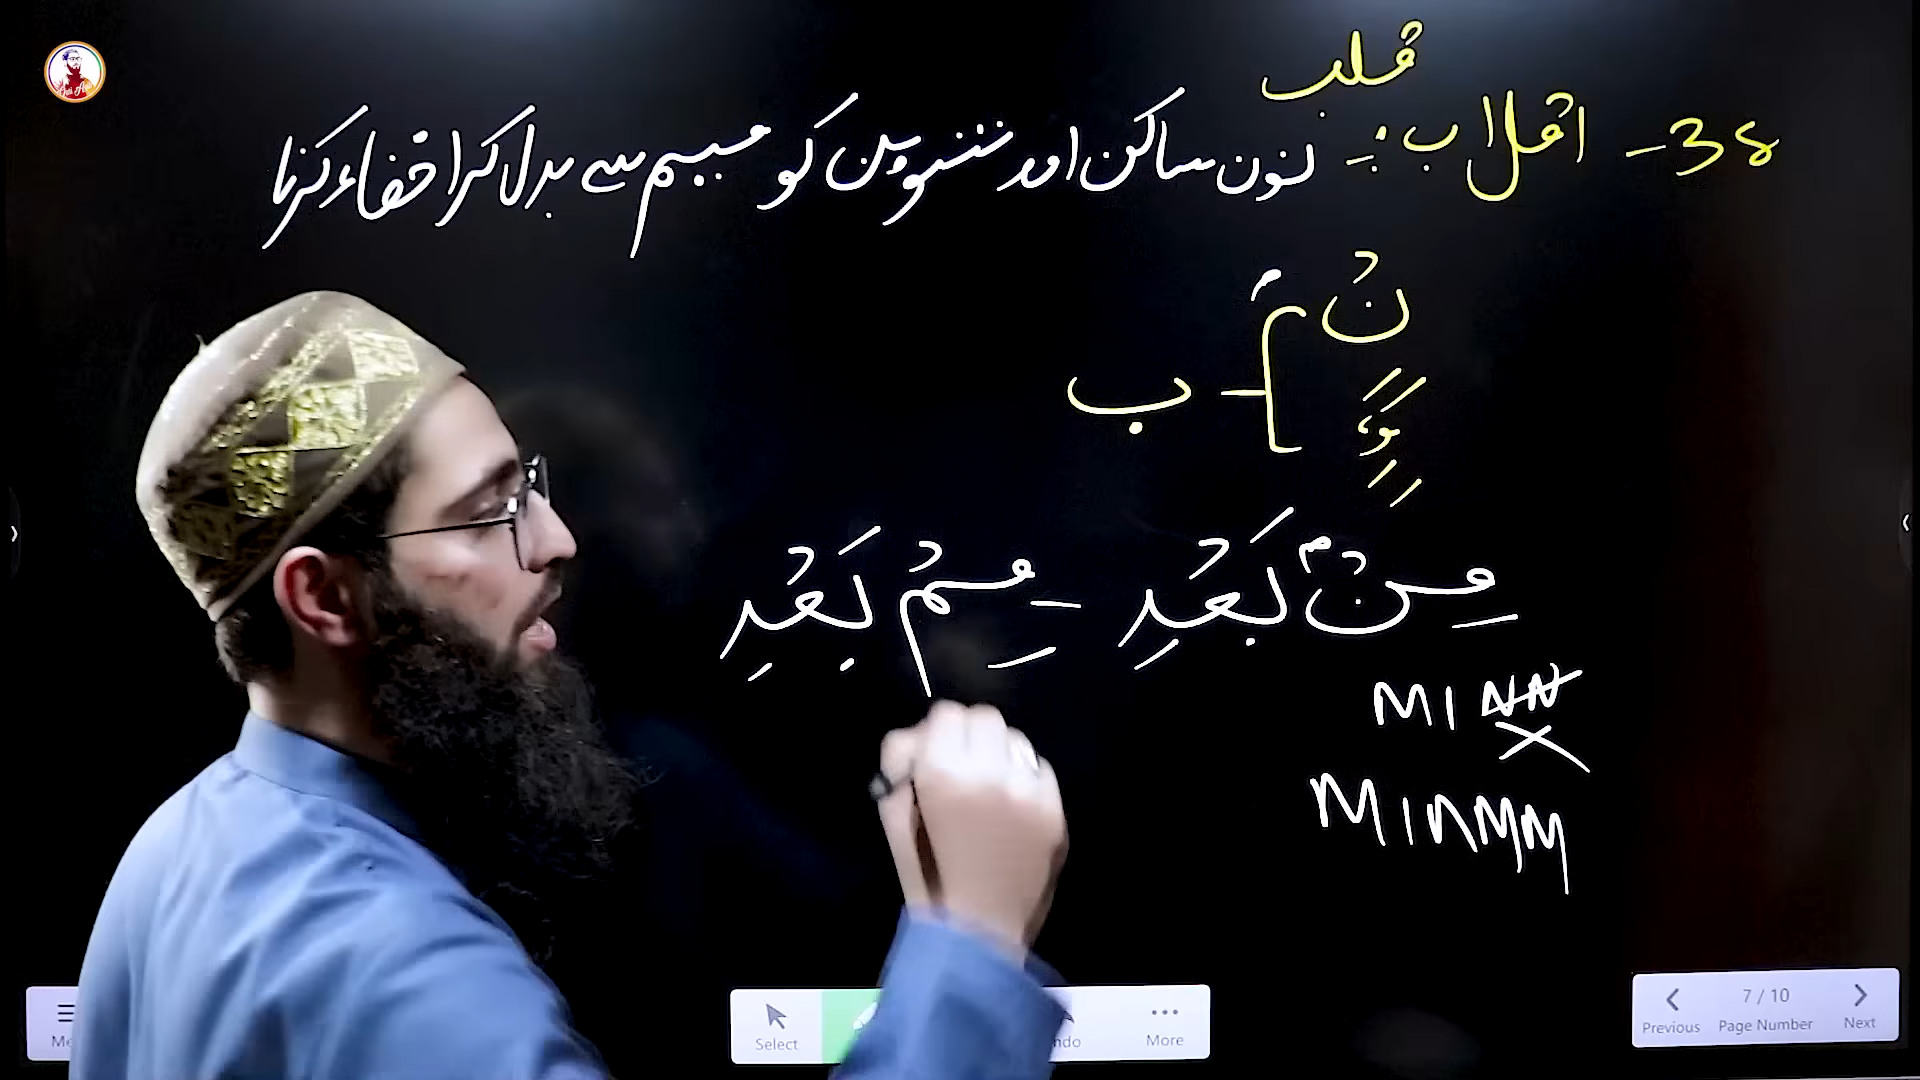 قلب
3- اقلاب :- نون ساکن اور تنوین کو میم سے بدل کر اخفاء کرنا
نْ مْ
ب
مِنْۢ بَعْدِ - مِمْ بَعْدِ
MINN
X
MINMM
Select
More
Previous
7 / 10
Page Number
Next